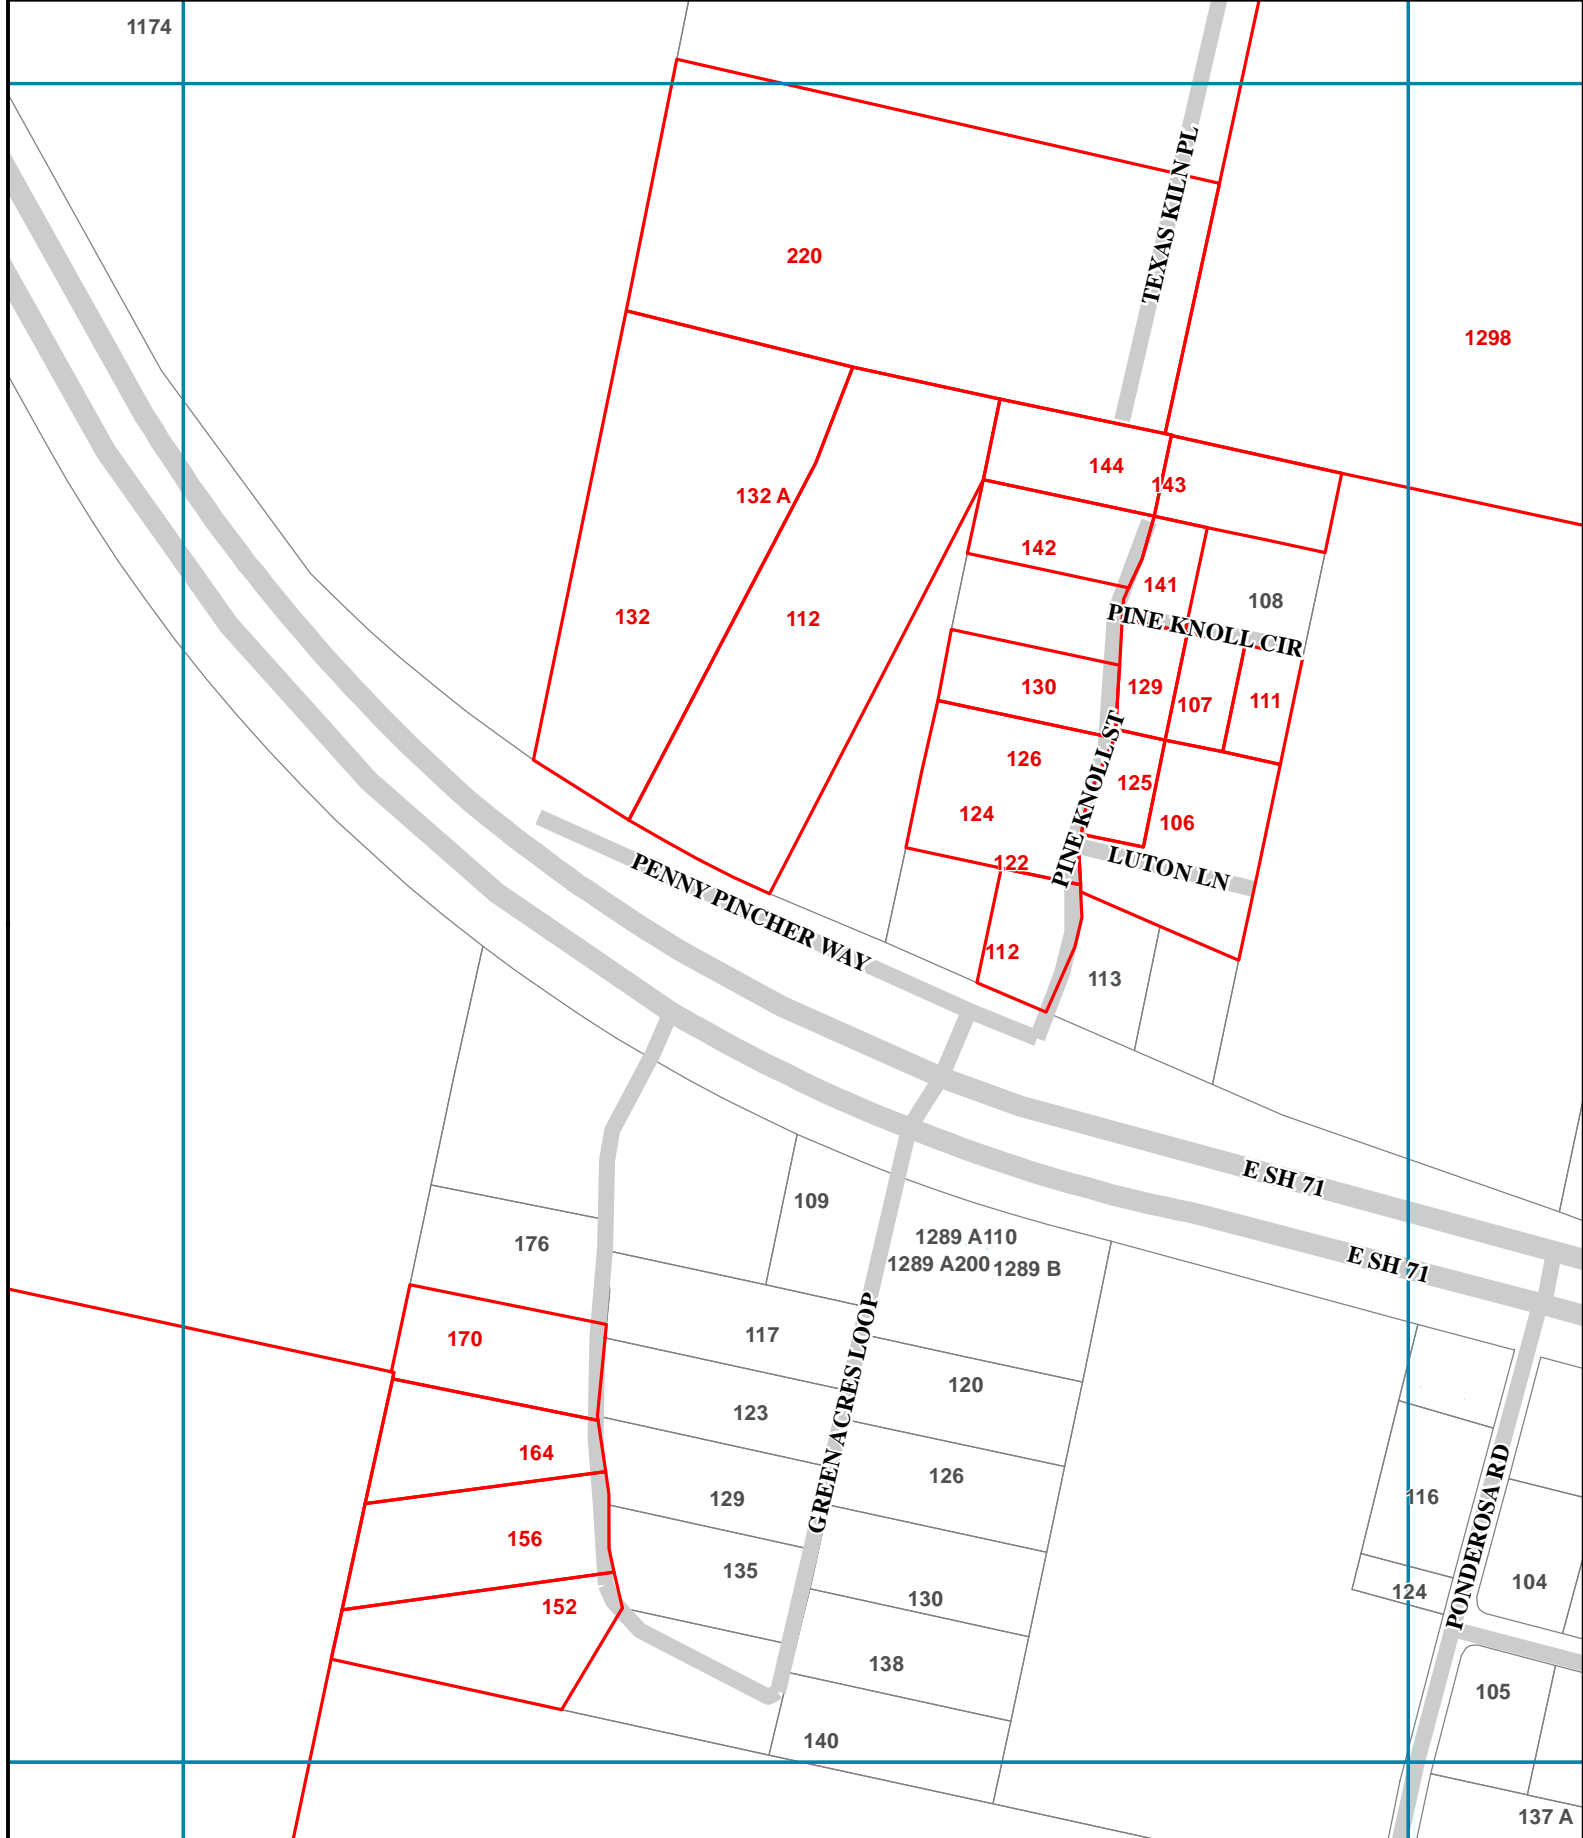 1174
TEXAS KILN PL
220
1298
144
143
132 A
142
141
108
132
112
PINE KNOLL CIR
130
129
107
111
126
125
124
106
PINE KNOLL ST
122
LUTON LN
PENNY PINCHER WAY
112
113
E SH 71
109
176
1289 A110
1289 A200
1289 B
E SH 71
170
117
GREEN ACRES LOOP
120
123
164
126
129
116
PONDEROSA RD
156
135
104
124
152
130
138
105
140
137 A